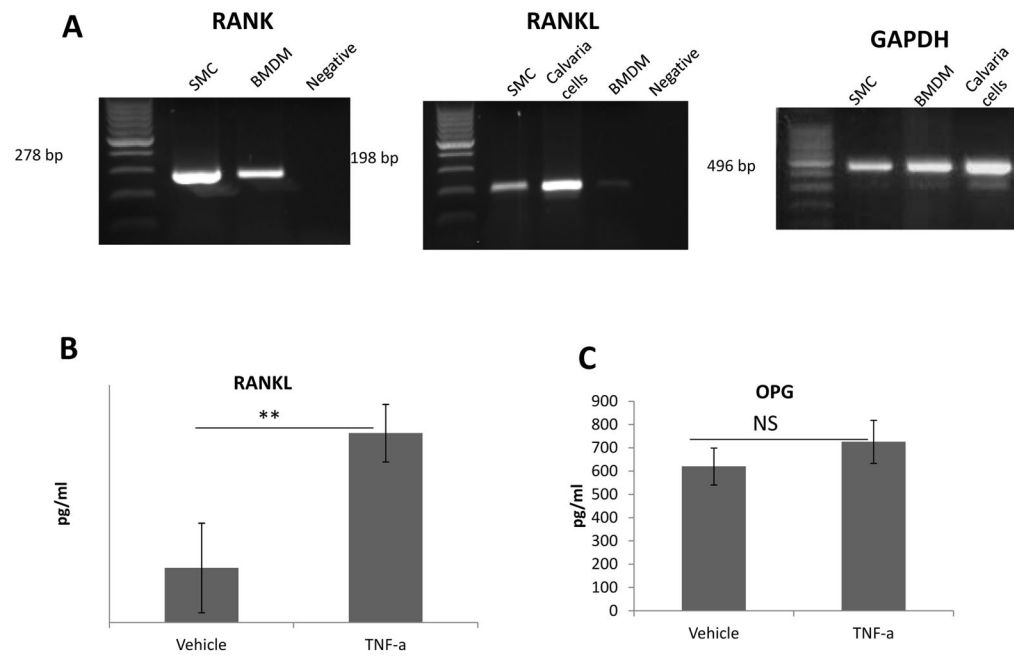 A
RANK
SMC
BMDM
Negative
278 bp
RANKL
SMC
Calvaria
cells
BMDM
Negative
198 bp
GAPDH
SMC
BMDM
Calvaria
cells
496 bp
B
RANKL
**
pg/ml
Vehicle
TNF-a
C
OPG
NS
900
800
700
600
500
400
300
200
100
0
pg/ml
Vehicle
TNF-a